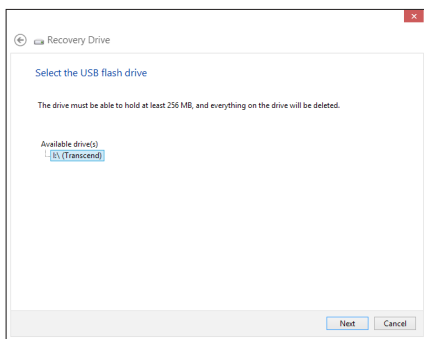 Recovery Drive
Select the USB flash drive
The drive must be able to hold at least 256 MB, and everything on the drive will be deleted.
Available drive(s)
I:\ (Transcend)
Next Cancel